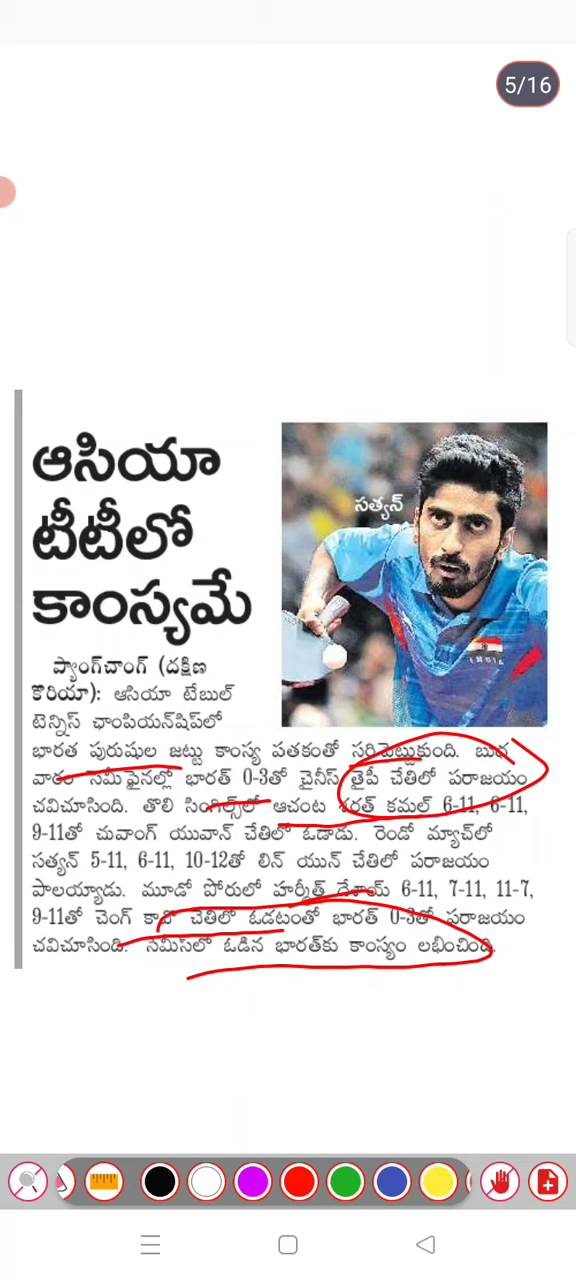 5/16
ఆసియా
టీటీలో
కాంస్యమే
సత్యన్
INDIA
ప్యాంగ్‌చాంగ్ (దక్షిణ
కొరియా): ఆసియా టేబుల్
టెన్నిస్ ఛాంపియన్‌షిప్‌లో
భారత పురుషుల జట్టు కాంస్య పతకంతో సరిపెట్టుకుంది. బుధ
వారం సెమీఫైనల్లో భారత్ 0-3తో చైనీస్ తైపీ చేతిలో పరాజయం
చవిచూసింది. తొలి సింగిల్స్‌లో ఆచంట శరత్ కమల్ 6-11, 6-11,
9-11తో చువాంగ్ యువాన్ చేతిలో ఓడాడు. రెండో మ్యాచ్‌లో
సత్యన్ 5-11, 6-11, 10-12తో లిన్ యున్ చేతిలో పరాజయం
పాలయ్యాడు. మూడో పోరులో హర్మీత్ దేశాయ్ 6-11, 7-11, 11-7,
9-11తో చెంగ్ కావో చేతిలో ఓడటంతో భారత్ 0-3తో పరాజయం
చవిచూసింది. సెమీస్‌లో ఓడిన భారత్‌కు కాంస్యం లభించింది.